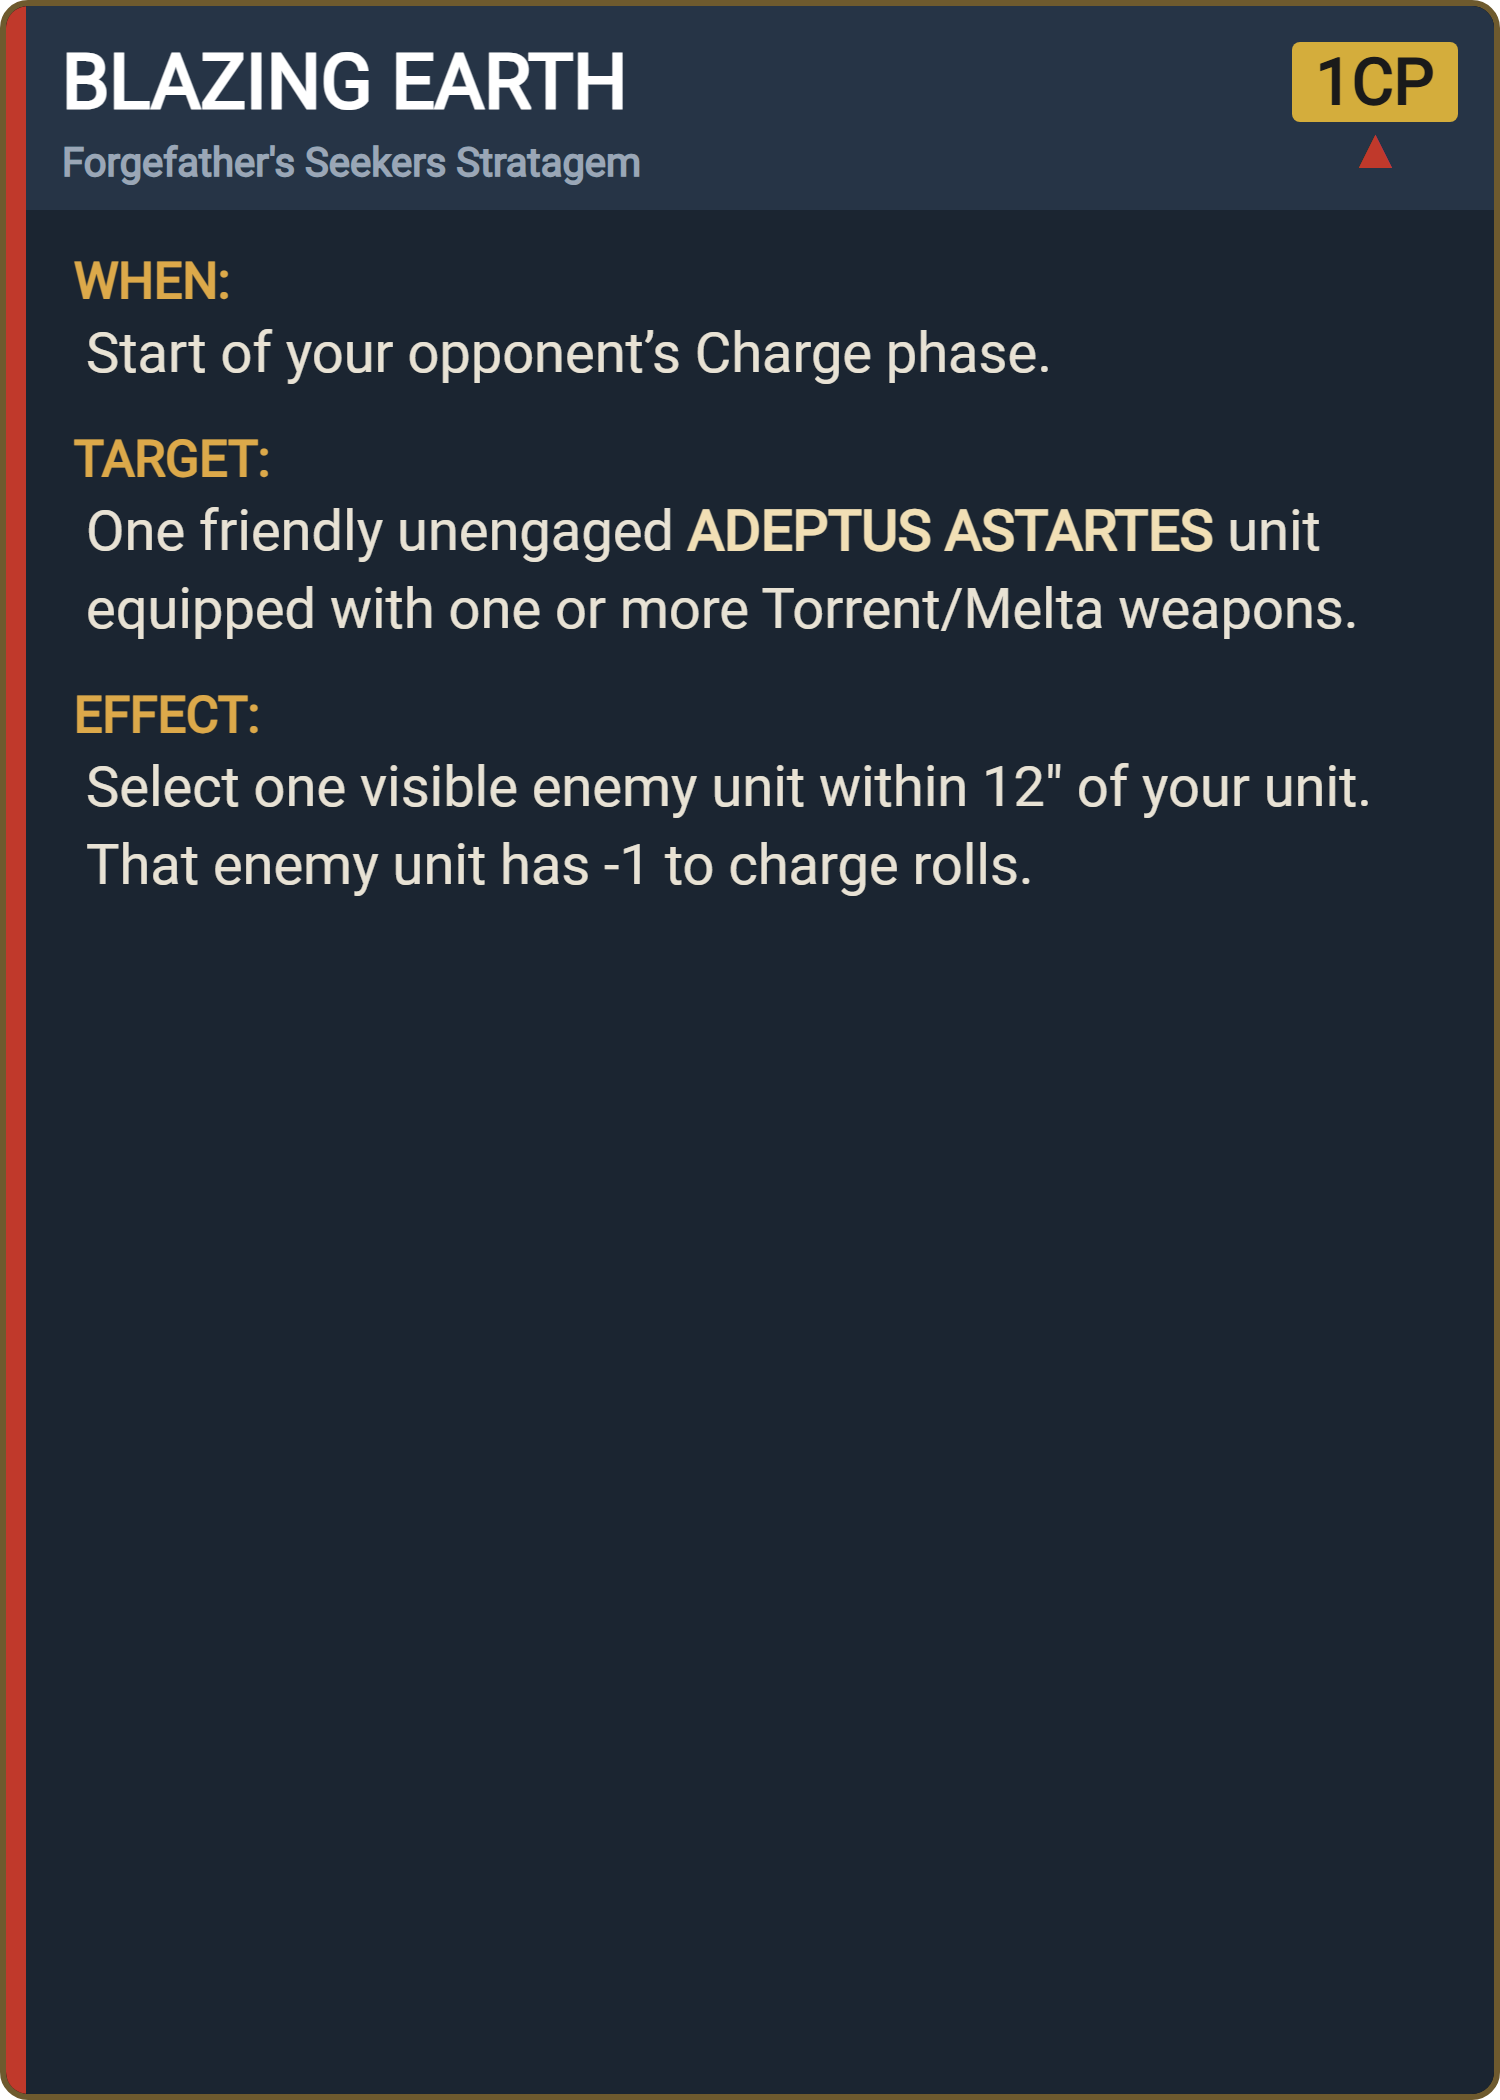 BLAZING EARTH
1CP
Forgefather's Seekers Stratagem
WHEN:
Start of your opponent’s Charge phase.
TARGET:
One friendly unengaged ADEPTUS ASTARTES unit
equipped with one or more Torrent/Melta weapons.
EFFECT:
Select one visible enemy unit within 12" of your unit.
That enemy unit has -1 to charge rolls.